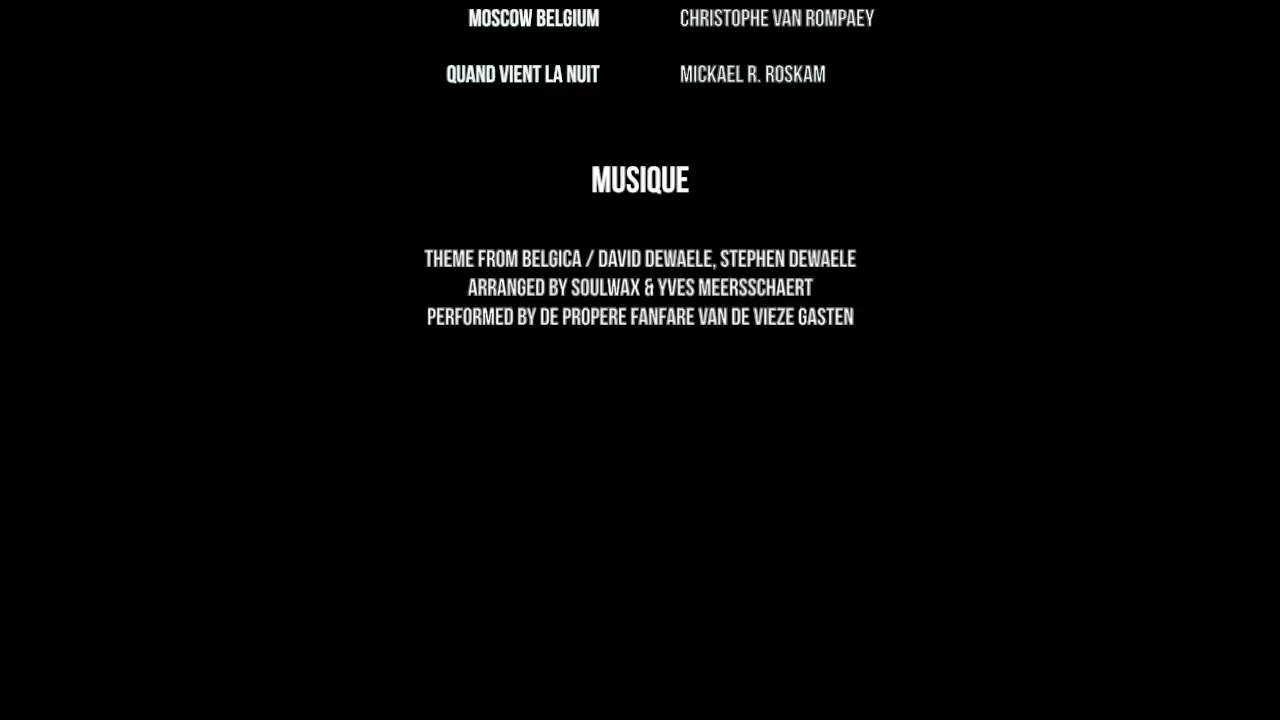 MOSCOW BELGIUM CHRISTOPHE VAN ROMPAEY
QUAND VIENT LA NUIT MICKAEL R. ROSKAM
MUSIQUE
THEME FROM BELGICA / DAVID DEWAELE, STEPHEN DEWAELE
ARRANGED BY SOULWAX & YVES MEERSSCHAERT
PERFORMED BY DE PROPERE FANFARE VAN DE VIEZE GASTEN